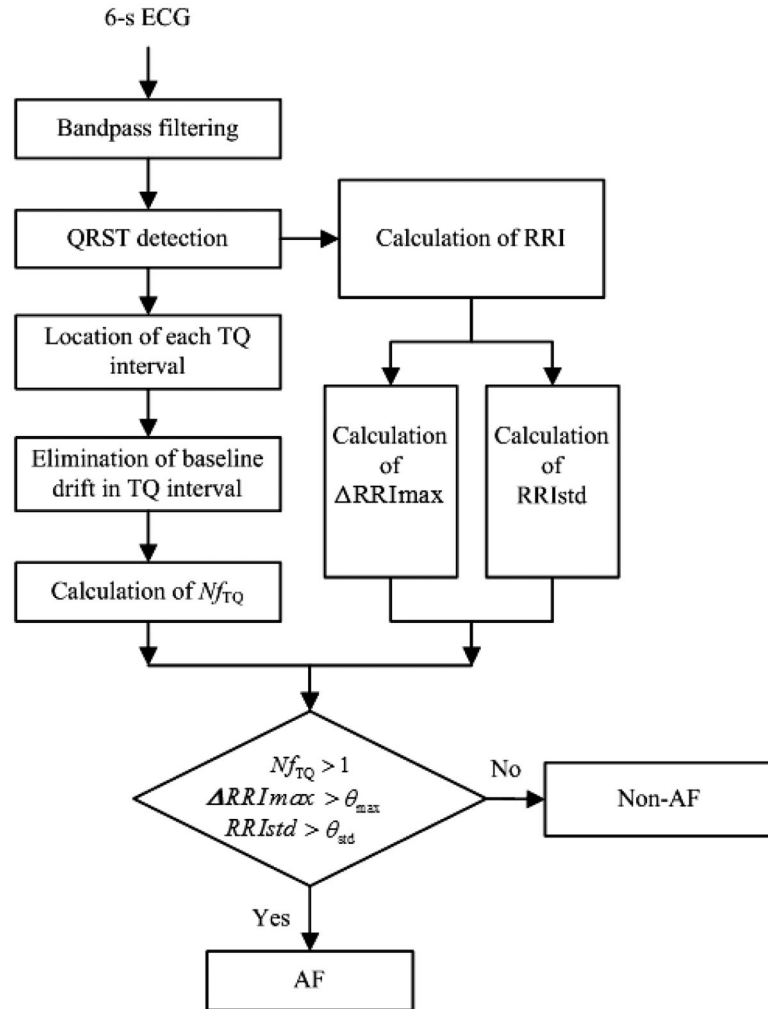 6-s ECG
Bandpass filtering
QRST detection
Calculation of RRI
Location of each TQ
interval
Elimination of baseline
drift in TQ interval
Calculation of NfTQ
Calculation
of
ΔRRImax
Calculation
of
RRIstd
NfTQ > 1
ΔRRImax > θmax
RRIstd > θstd
No
Non-AF
Yes
AF